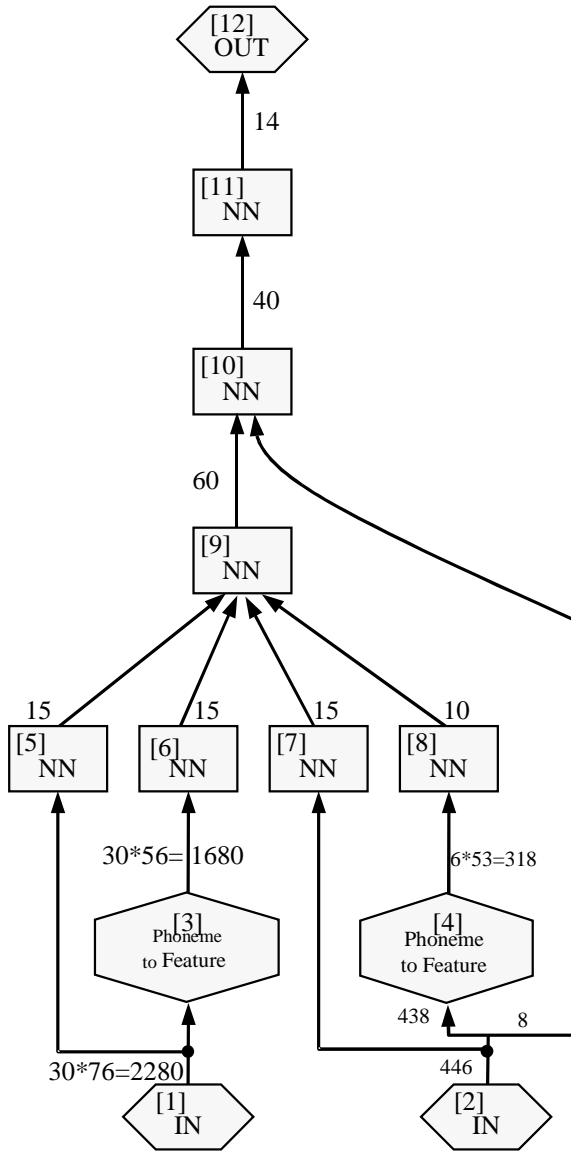 [12]
OUT
14
[11]
NN
40
[10]
NN
60
[9]
NN
15
15
15
10
[5]
NN
[6]
NN
[7]
NN
[8]
NN
30*56= 1680
6*53=318
[3]
Phoneme
to Feature
[4]
Phoneme
to Feature
438
8
30*76=2280
446
[1]
IN
[2]
IN